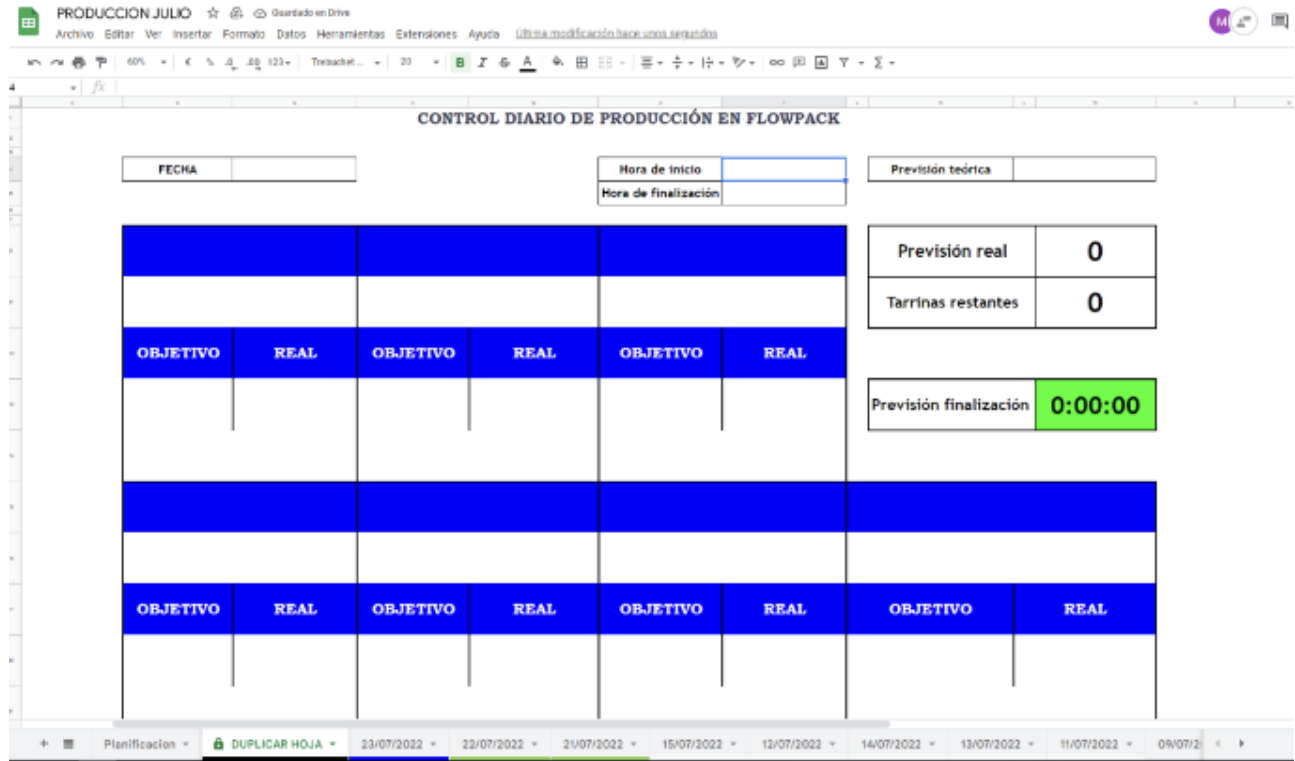 PRODUCCION JULIO Guardado en Drive
Archivo Editar Ver Insertar Formato Datos Herramientas Extensiones Ayuda Última modificación hace unos segundos
60% € % .0 .00 123 Trebuchet... 20 B I S A
fx
CONTROL DIARIO DE PRODUCCIÓN EN FLOWPACK
FECHA Hora de inicio Previsión teórica
Hora de finalización
Previsión real 0
Tarrinas restantes 0
OBJETIVO REAL OBJETIVO REAL OBJETIVO REAL
Previsión finalización 0:00:00
OBJETIVO REAL OBJETIVO REAL OBJETIVO REAL OBJETIVO REAL
Planificacion DUPLICAR HOJA 23/07/2022 22/07/2022 21/07/2022 15/07/2022 12/07/2022 14/07/2022 13/07/2022 11/07/2022 09/07/2